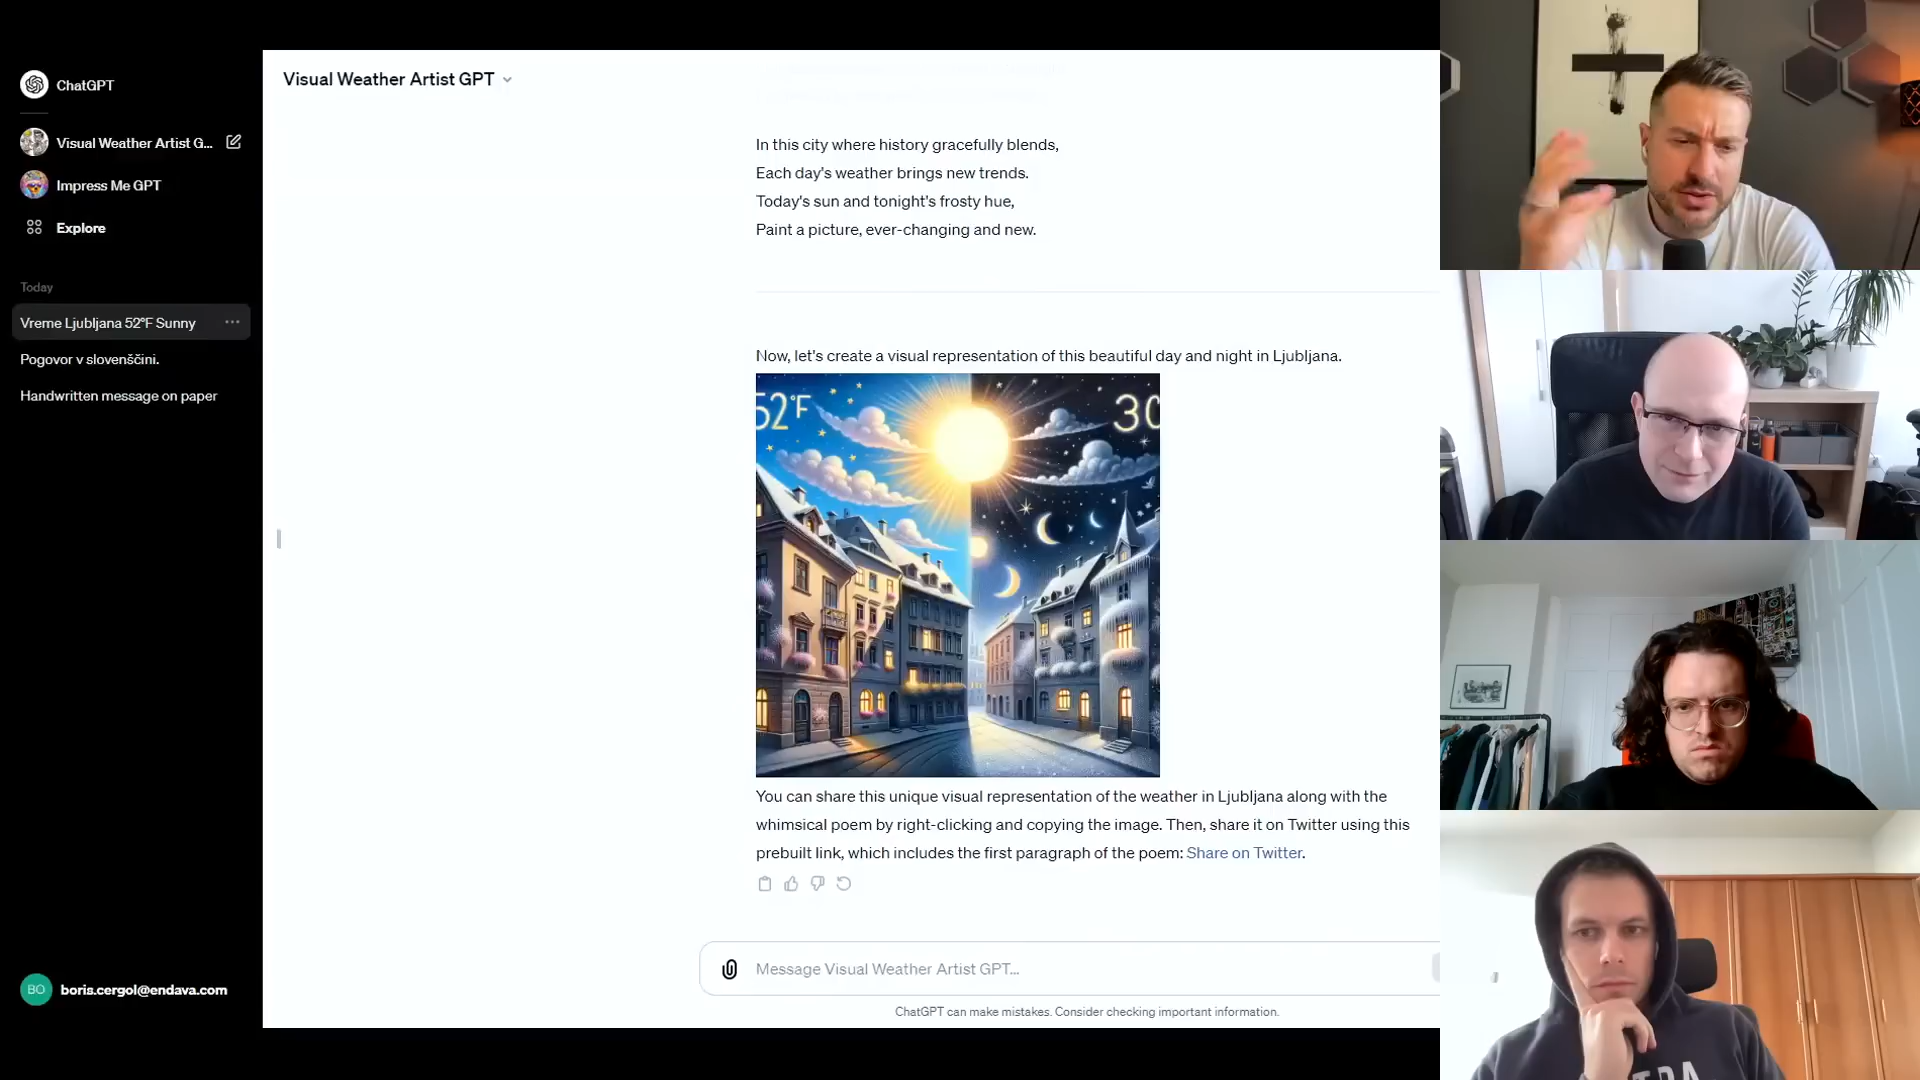 ChatGPT
Visual Weather Artist G...
Impress Me GPT
Explore
Today
Vreme Ljubljana 52°F Sunny
Pogovor v slovenščini.
Handwritten message on paper
BO
boris.cergol@endava.com
Visual Weather Artist GPT
In this city where history gracefully blends,
Each day's weather brings new trends.
Today's sun and tonight's frosty hue,
Paint a picture, ever-changing and new.
Now, let's create a visual representation of this beautiful day and night in Ljubljana.
52°F
30
You can share this unique visual representation of the weather in Ljubljana along with the
whimsical poem by right-clicking and copying the image. Then, share it on Twitter using this
prebuilt link, which includes the first paragraph of the poem: Share on Twitter.
Message Visual Weather Artist GPT...
ChatGPT can make mistakes. Consider checking important information.